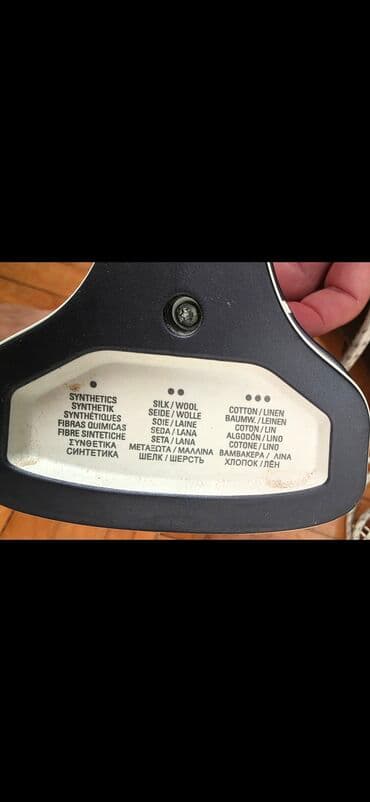 •
SYNTHETICS
SYNTHETIK
SYNTHÉTIQUES
FIBRAS QUIMICAS
FIBRE SINTETICHE
ΣΥΝΘΕΤΙΚΑ
СИНТЕТИКА
••
SILK / WOOL
SEIDE / WOLLE
SOIE / LAINE
SEDA / LANA
SETA / LANA
ΜΕΤΑΞΩΤΑ / ΜΑΛΛΙΝΑ
ШЕЛК / ШЕРСТЬ
•••
COTTON / LINEN
BAUMW. / LEINEN
COTON / LIN
ALGODÓN / LINO
COTONE / LINO
ΒΑΜΒΑΚΕΡΑ / ΛΙΝΑ
ХЛОПОК / ЛЁН